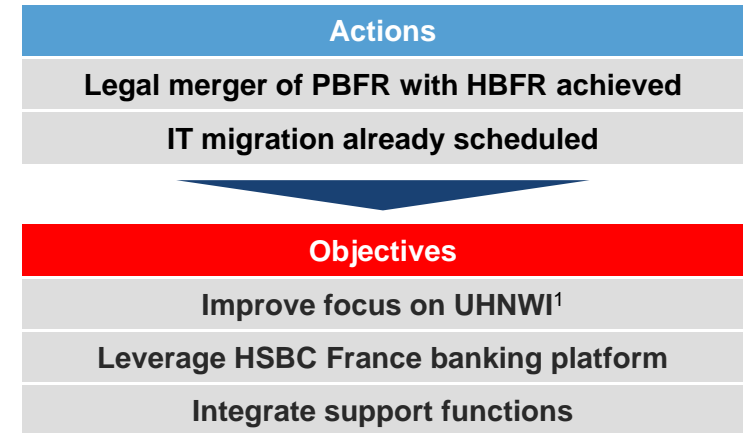 Actions
Legal merger of PBFR with HBFR achieved
IT migration already scheduled
Objectives
Improve focus on UHNWI¹
Leverage HSBC France banking platform
Integrate support functions